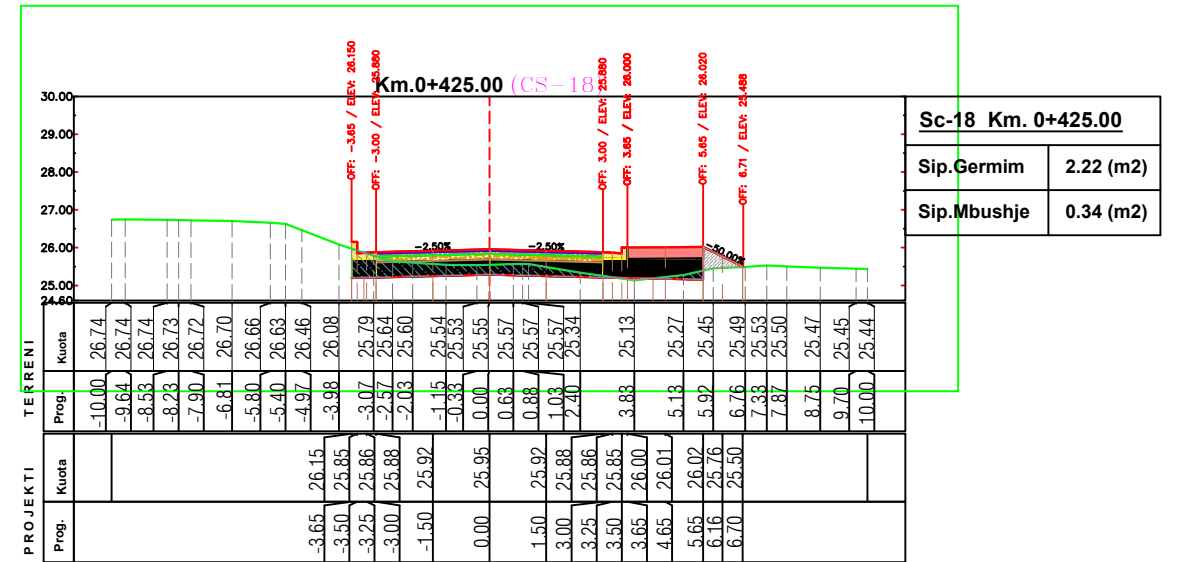 Km.0+425.00 (CS-18)
OFF: -3.65 / ELEV: 26.150
OFF: -3.00 / ELEV: 25.880
OFF: 3.00 / ELEV: 25.880
OFF: 3.65 / ELEV: 26.000
OFF: 5.65 / ELEV: 26.020
OFF: 6.71 / ELEV: 25.488
30.00
29.00
28.00
27.00
26.00
25.00
24.60
-2.50% -2.50% -50.00%
Sc-18 Km. 0+425.00
Sip.Germim 2.22 (m2)
Sip.Mbushje 0.34 (m2)
TERRENI
Kuota 26.74 26.74 26.74 26.73 26.72 26.70 26.66 26.63 26.46 26.08 25.79 25.64 25.60 25.54 25.53 25.55 25.57 25.57 25.57 25.34 25.13 25.27 25.45 25.49 25.53 25.50 25.47 25.45 25.44
Prog. -10.00 -9.64 -8.53 -8.23 -7.90 -6.81 -5.80 -5.40 -4.97 -3.98 -3.07 -2.57 -2.03 -1.15 -0.33 0.00 0.63 0.88 1.03 2.40 3.83 5.13 5.92 6.76 7.33 7.87 8.75 9.70 10.00
PROJEKTI
Kuota 26.15 25.85 25.86 25.88 25.92 25.95 25.92 25.88 25.86 25.85 26.00 26.01 26.02 25.76 25.50
Prog. -3.65 -3.50 -3.25 -3.00 -1.50 0.00 1.50 3.00 3.25 3.50 3.65 4.65 5.65 6.16 6.70